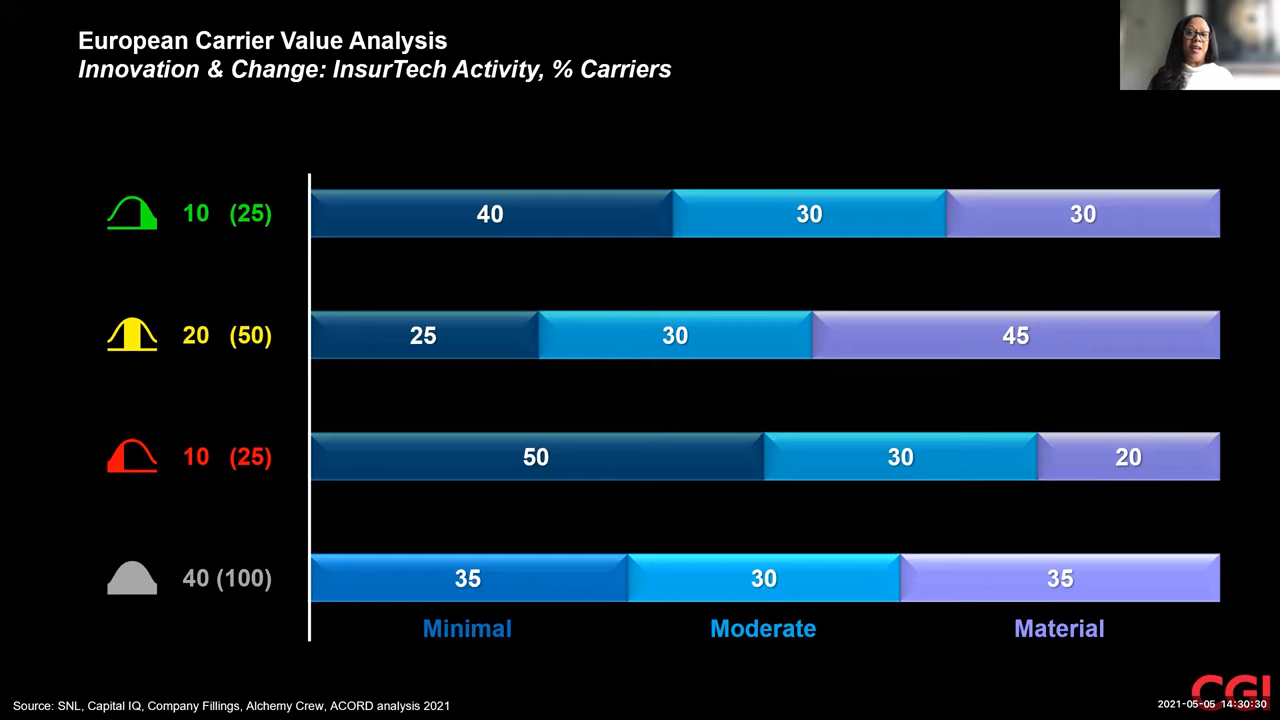 European Carrier Value Analysis
Innovation & Change: InsurTech Activity, % Carriers
10 (25) 40 30 30
20 (50) 25 30 45
10 (25) 50 30 20
40 (100) 35 30 35
Minimal Moderate Material
CGI
Source: SNL, Capital IQ, Company Fillings, Alchemy Crew, ACORD analysis 2021
2021-05-05 14:30:30